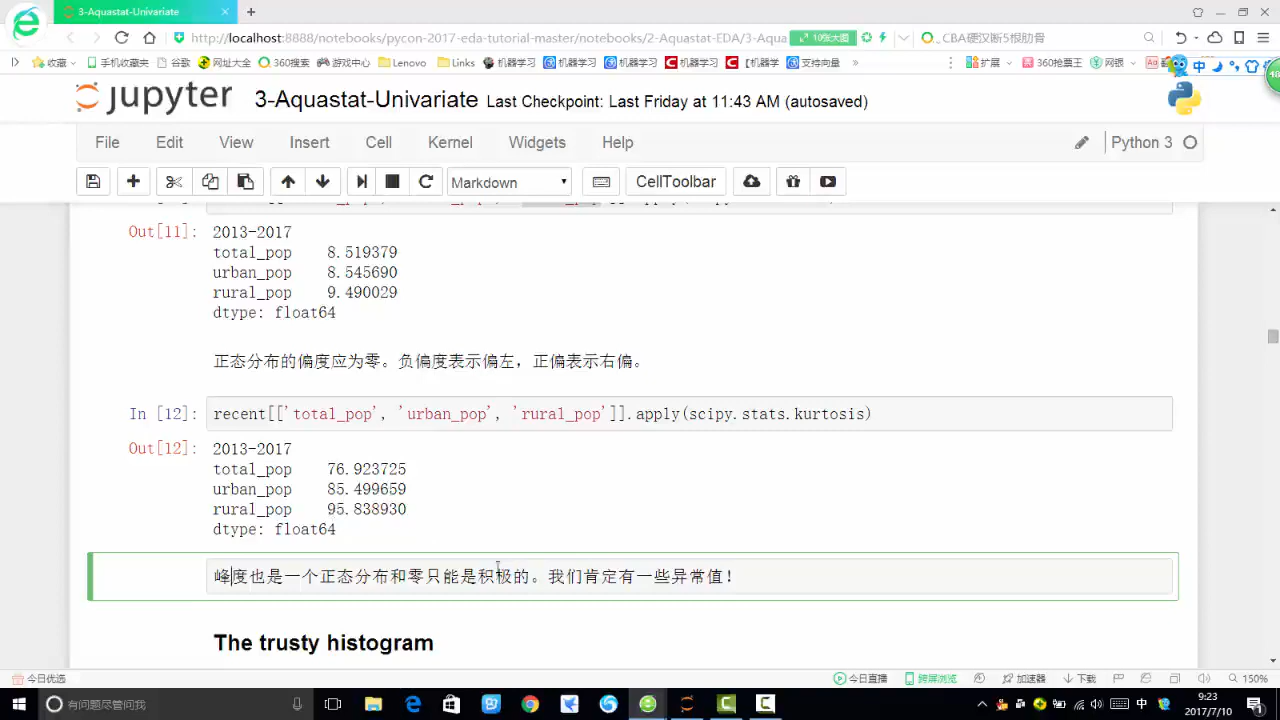 3-Aquastat-Univariate
http://localhost:8888/notebooks/pycon-2017-eda-tutorial-master/notebooks/2-Aquastat-EDA/3-Aqua
10张大图
CBA硬汉断5根肋骨
收藏 手机收藏夹 谷歌 网址大全 360搜索 游戏中心 Lenovo Links 机器学习 机器学习 机器学习 机器学习 【机器学 支持向量 » 扩展 360抢票王 网银 中
jupyter 3-Aquastat-Univariate Last Checkpoint: Last Friday at 11:43 AM (autosaved)
File Edit View Insert Cell Kernel Widgets Help Python 3
Markdown CellToolbar
Out[11]: 2013-2017
total_pop 8.519379
urban_pop 8.545690
rural_pop 9.490029
dtype: float64
正态分布的偏度应为零。负偏度表示偏左，正偏表示右偏。
In [12]: recent[['total_pop', 'urban_pop', 'rural_pop']].apply(scipy.stats.kurtosis)
Out[12]: 2013-2017
total_pop 76.923725
urban_pop 85.499659
rural_pop 95.838930
dtype: float64
峰度也是一个正态分布和零只能是积极的。我们肯定有一些异常值！
The trusty histogram
今日优选 今日直播 跨屏浏览 加速器 下载 150%
有问题尽管问我 中 9:23
2017/7/10